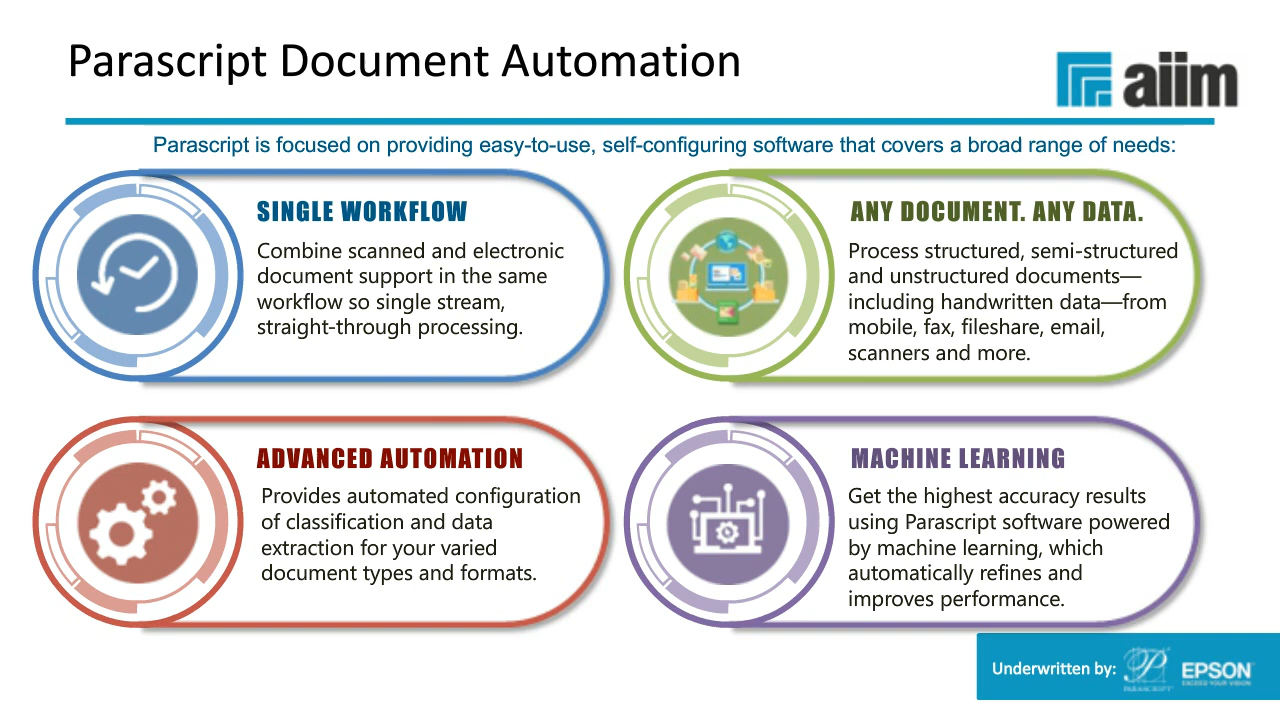 Parascript Document Automation
aiim
Parascript is focused on providing easy-to-use, self-configuring software that covers a broad range of needs:
SINGLE WORKFLOW
Combine scanned and electronic
document support in the same
workflow so single stream,
straight-through processing.
ANY DOCUMENT. ANY DATA.
Process structured, semi-structured
and unstructured documents—
including handwritten data—from
mobile, fax, fileshare, email,
scanners and more.
ADVANCED AUTOMATION
Provides automated configuration
of classification and data
extraction for your varied
document types and formats.
MACHINE LEARNING
Get the highest accuracy results
using Parascript software powered
by machine learning, which
automatically refines and
improves performance.
Underwritten by:
PARASCRIPT
EPSON
EXCEED YOUR VISION